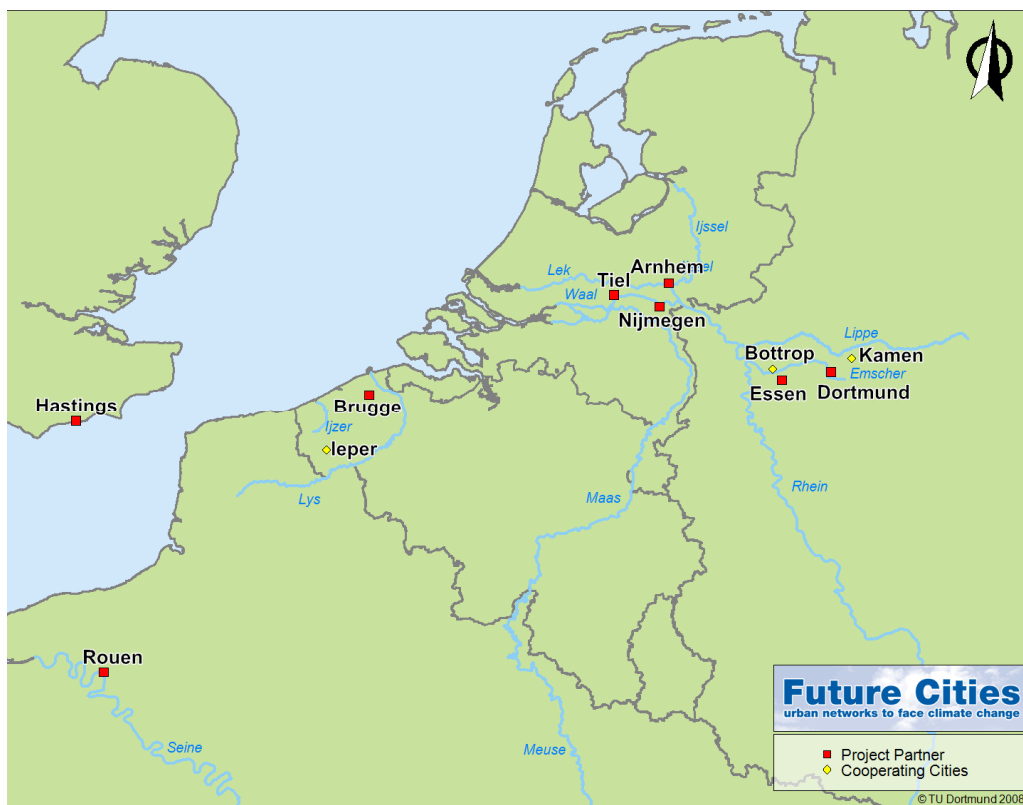 Ijssel
Arnhem
Lek
Tiel
Waal
Nijmegen
Lippe
Bottrop
Kamen
Emscher
Essen
Dortmund
Hastings
Brugge
Ijzer
Ieper
Lys
Maas
Rhein
Rouen
Seine
Meuse
Future Cities
urban networks to face climate change
Project Partner
Cooperating Cities
© TU Dortmund 2008